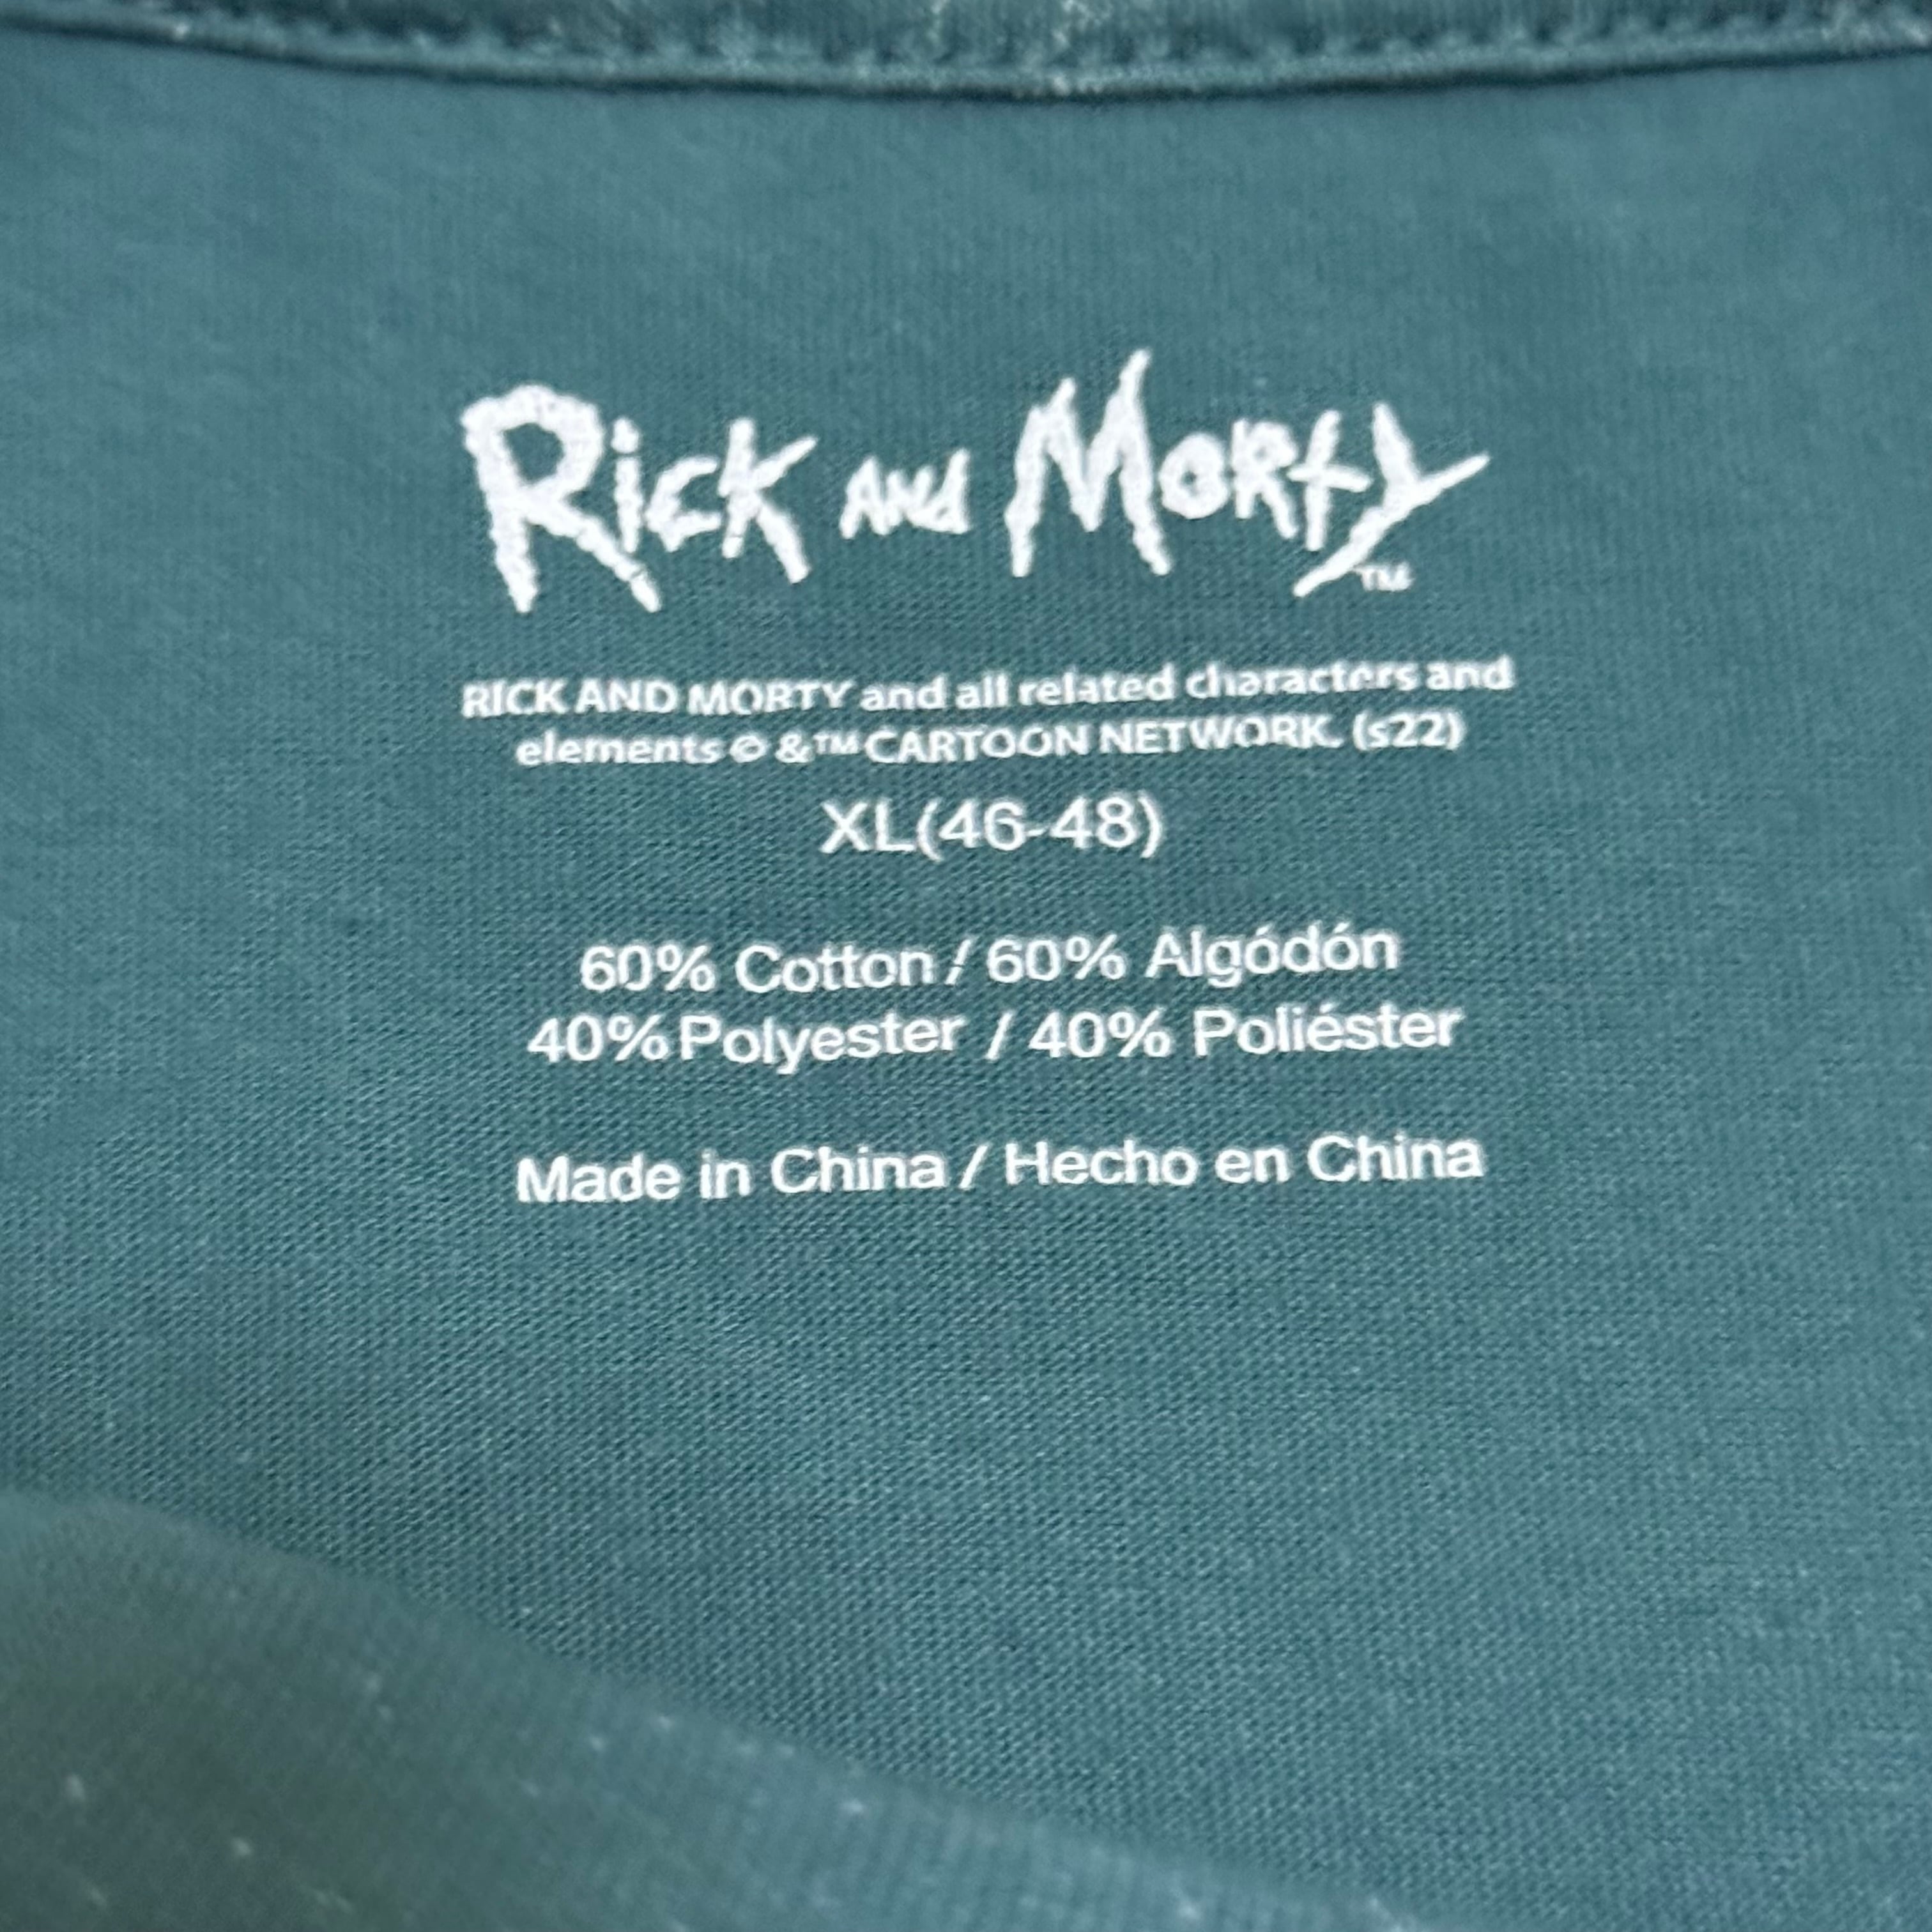 RICK AND MORTY™
RICK AND MORTY and all related characters and
elements © & ™ CARTOON NETWORK. (s22)
XL(46-48)
60% Cotton / 60% Algódón
40% Polyester / 40% Poliéster
Made in China / Hecho en China